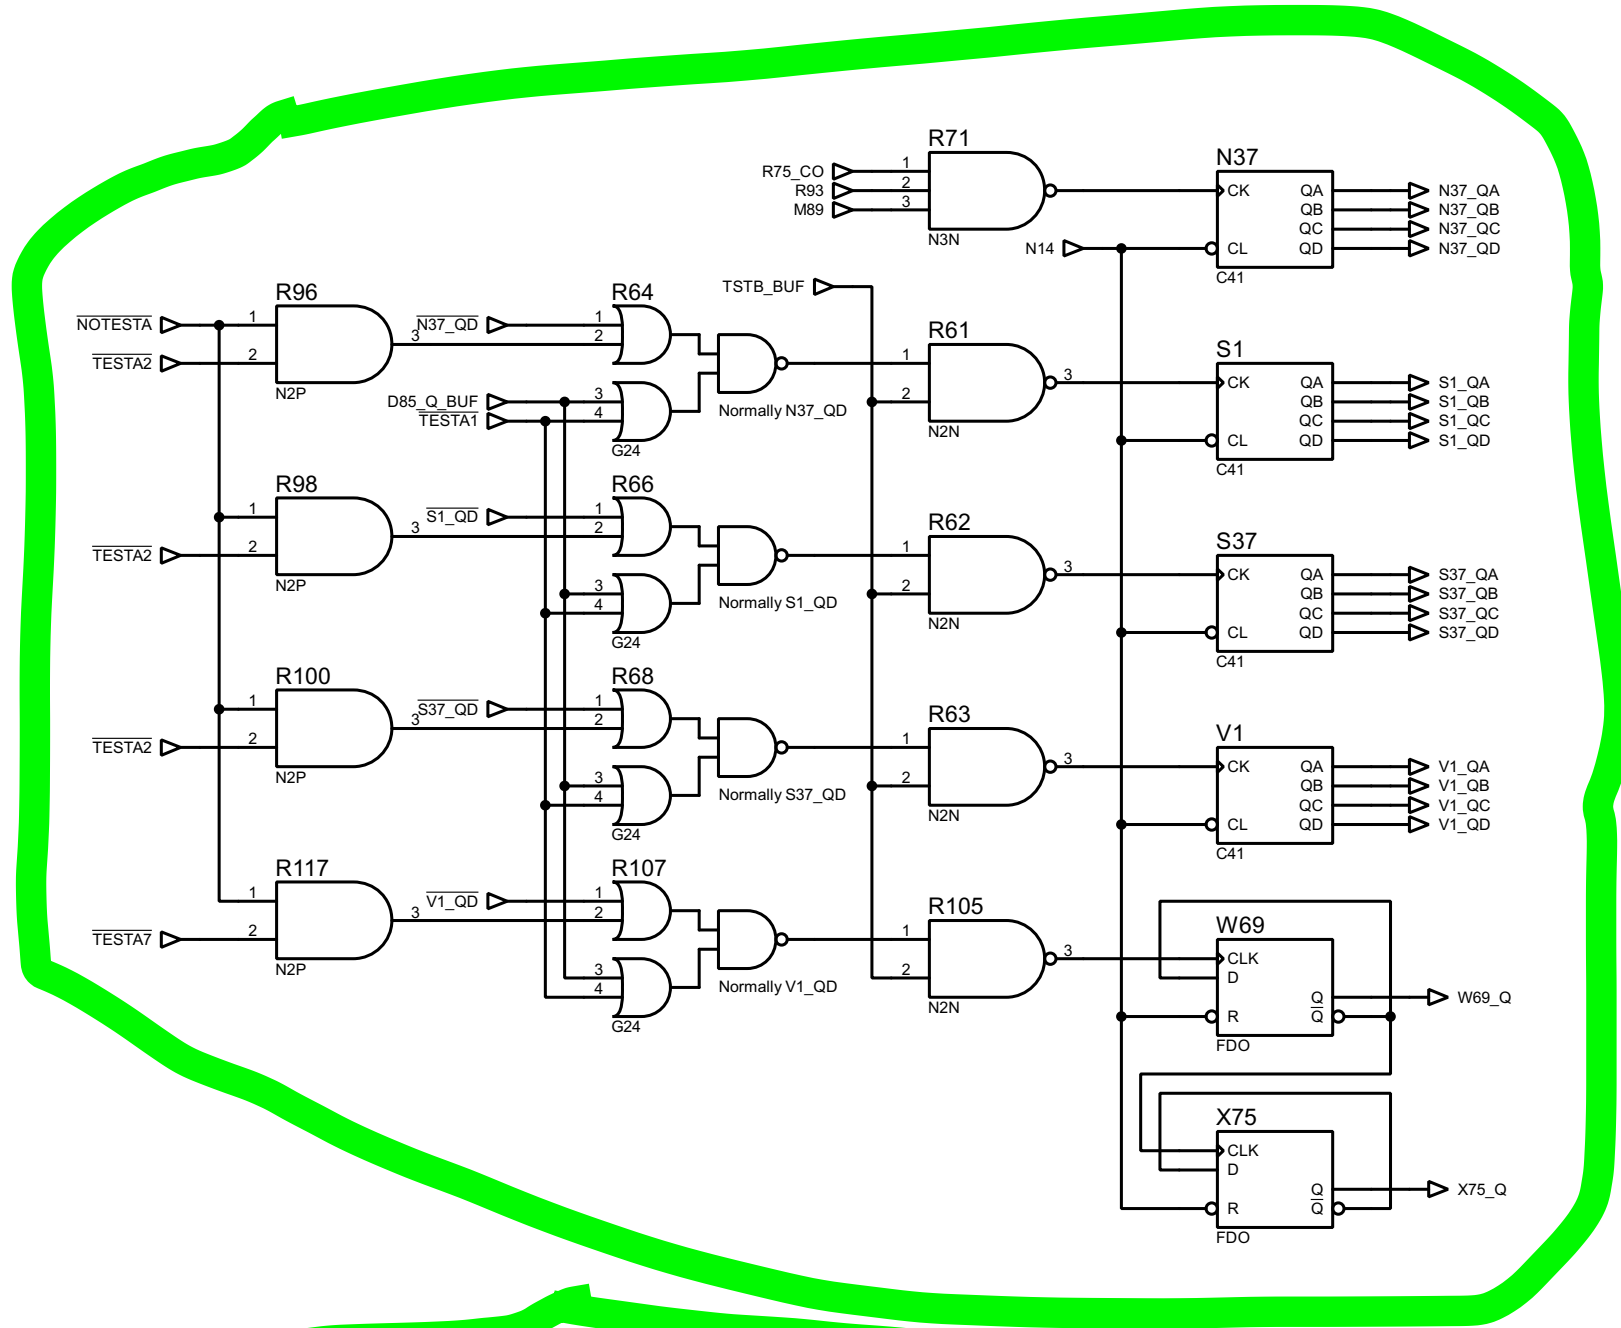 R71
R75_CO 1
R93 2
M89 3
N3N
N37
CK QA N37_QA
QB N37_QB
QC N37_QC
N14 CL QD N37_QD
C41
TSTB_BUF
R96
NOTESTA 1
TESTA2 2
3
N2P
R64
N37_QD 1
2
D85_Q_BUF 3
TESTA1 4
G24
Normally N37_QD
R61
1
2
3
N2N
S1
CK QA S1_QA
QB S1_QB
QC S1_QC
CL QD S1_QD
C41
R98
1
TESTA2 2
3
N2P
R66
S1_QD 1
2
3
4
G24
Normally S1_QD
R62
1
2
3
N2N
S37
CK QA S37_QA
QB S37_QB
QC S37_QC
CL QD S37_QD
C41
R100
1
TESTA2 2
3
N2P
R68
S37_QD 1
2
3
4
G24
Normally S37_QD
R63
1
2
3
N2N
V1
CK QA V1_QA
QB V1_QB
QC V1_QC
CL QD V1_QD
C41
R117
1
TESTA7 2
3
N2P
R107
V1_QD 1
2
3
4
G24
Normally V1_QD
R105
1
2
3
N2N
W69
CLK
D
Q W69_Q
R Q
FDO
X75
CLK
D
Q X75_Q
R Q
FDO